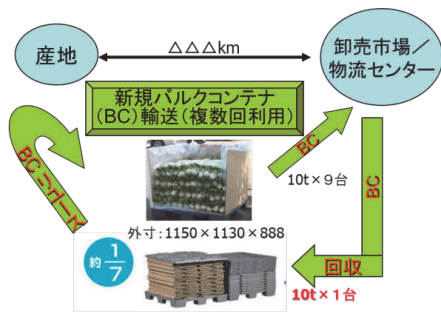 産地
△△△km
卸売市場／
物流センター
新規バルクコンテナ
（BC）輸送（複数回利用）
BC
10t×９台
BC
BCリユース
外寸：1150×1130×888
約1/7
回収
10t×１台